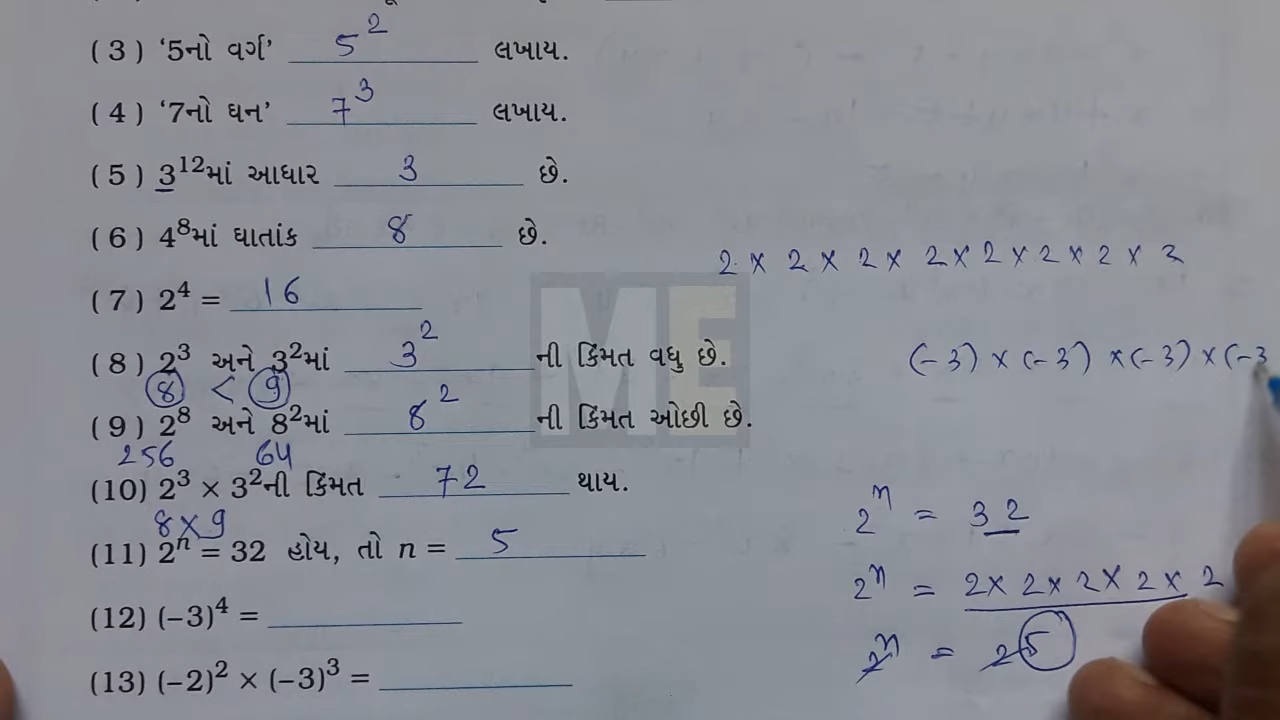 (3) ‘5નો વર્ગ’ 5² લખાય.
(4) ‘7નો ઘન’ 7³ લખાય.
(5) 3¹²માં આધાર 3 છે.
(6) 4⁸માં ઘાતાંક 8 છે.
2 × 2 × 2 × 2 × 2 × 2 × 2 × 2
(7) 2⁴ = 16
ME
(8) 2³ અને 3²માં 3² ની કિંમત વધુ છે.
(-3) × (-3) × (-3) × (-3
8 < 9
(9) 2⁸ અને 8²માં 8² ની કિંમત ઓછી છે.
256 64
(10) 2³ × 3²ની કિંમત 72 થાય.
8 × 9
2ⁿ = 32
(11) 2ⁿ = 32 હોય, તો n = 5
2ⁿ = 2 × 2 × 2 × 2 × 2
(12) (–3)⁴ =
2ⁿ = 2⁵
(13) (–2)² × (–3)³ =